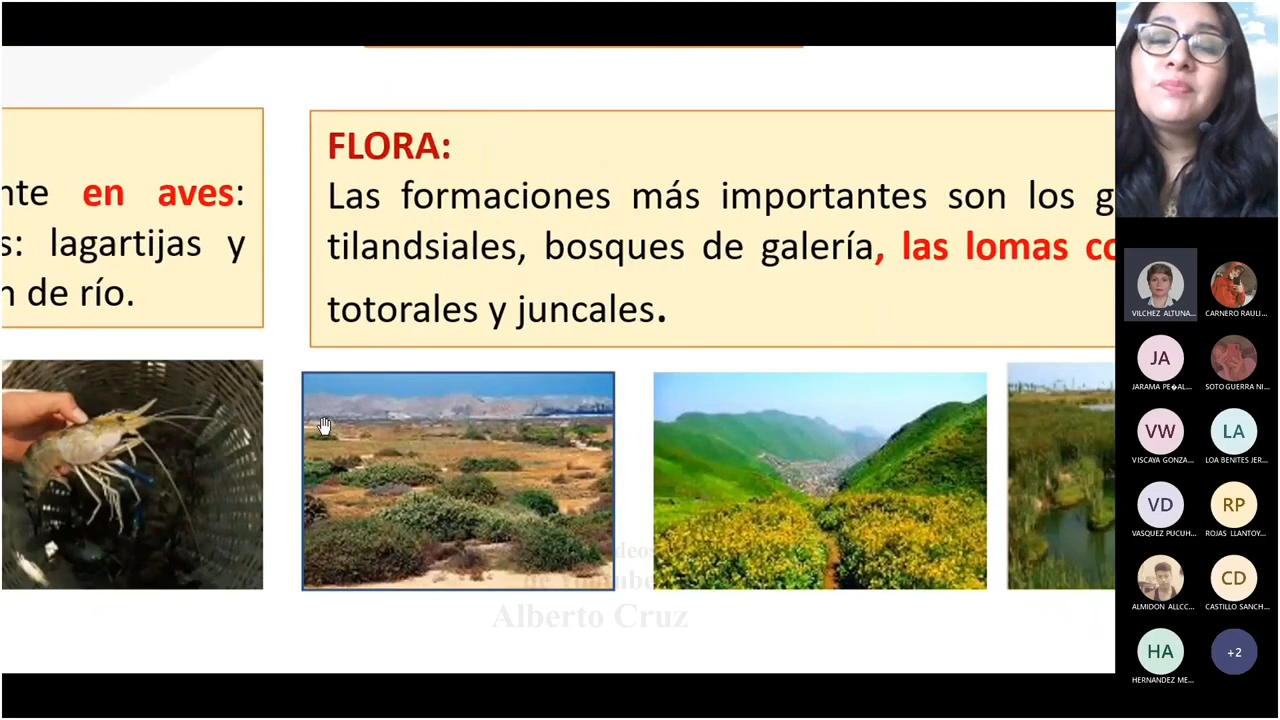 nte en aves:
s: lagartijas y
n de río.
FLORA:
Las formaciones más importantes son los g
tilandsiales, bosques de galería, las lomas co
totorales y juncales.
Alberto Cruz
VILCHEZ ALTUNA...
CARNERO RAULI...
JA
JARAMA PE�AL...
SOTO GUERRA NI...
VW
VISCAYA GONZA...
LA
LOA BENITES JER...
VD
VASQUEZ PUCUH...
RP
ROJAS LLANTOY...
ALMIDON ALLCC...
CD
CASTILLO SANCH...
HA
HERNANDEZ ME...
+2